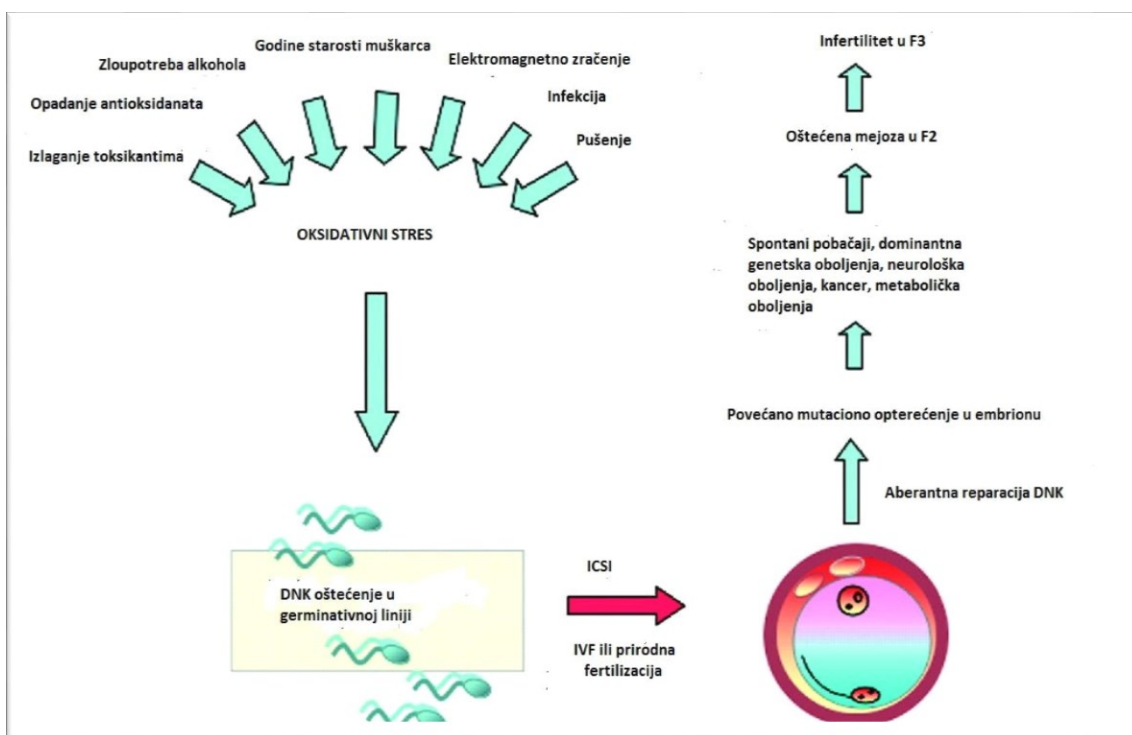 Godine starosti muškarca
Zloupotreba alkohola
Elektromagnetno zračenje
Opadanje antioksidanata
Infekcija
Izlaganje toksikantima
Pušenje
OKSIDATIVNI STRES
DNK oštećenje u
germinativnoj liniji
ICSI
IVF ili prirodna
fertilizacija
Aberantna reparacija DNK
Povećano mutaciono opterećenje u embrionu
Spontani pobačaji, dominantna
genetska oboljenja, neurološka
oboljenja, kancer, metabolička
oboljenja
Oštećena mejoza u F2
Infertilitet u F3